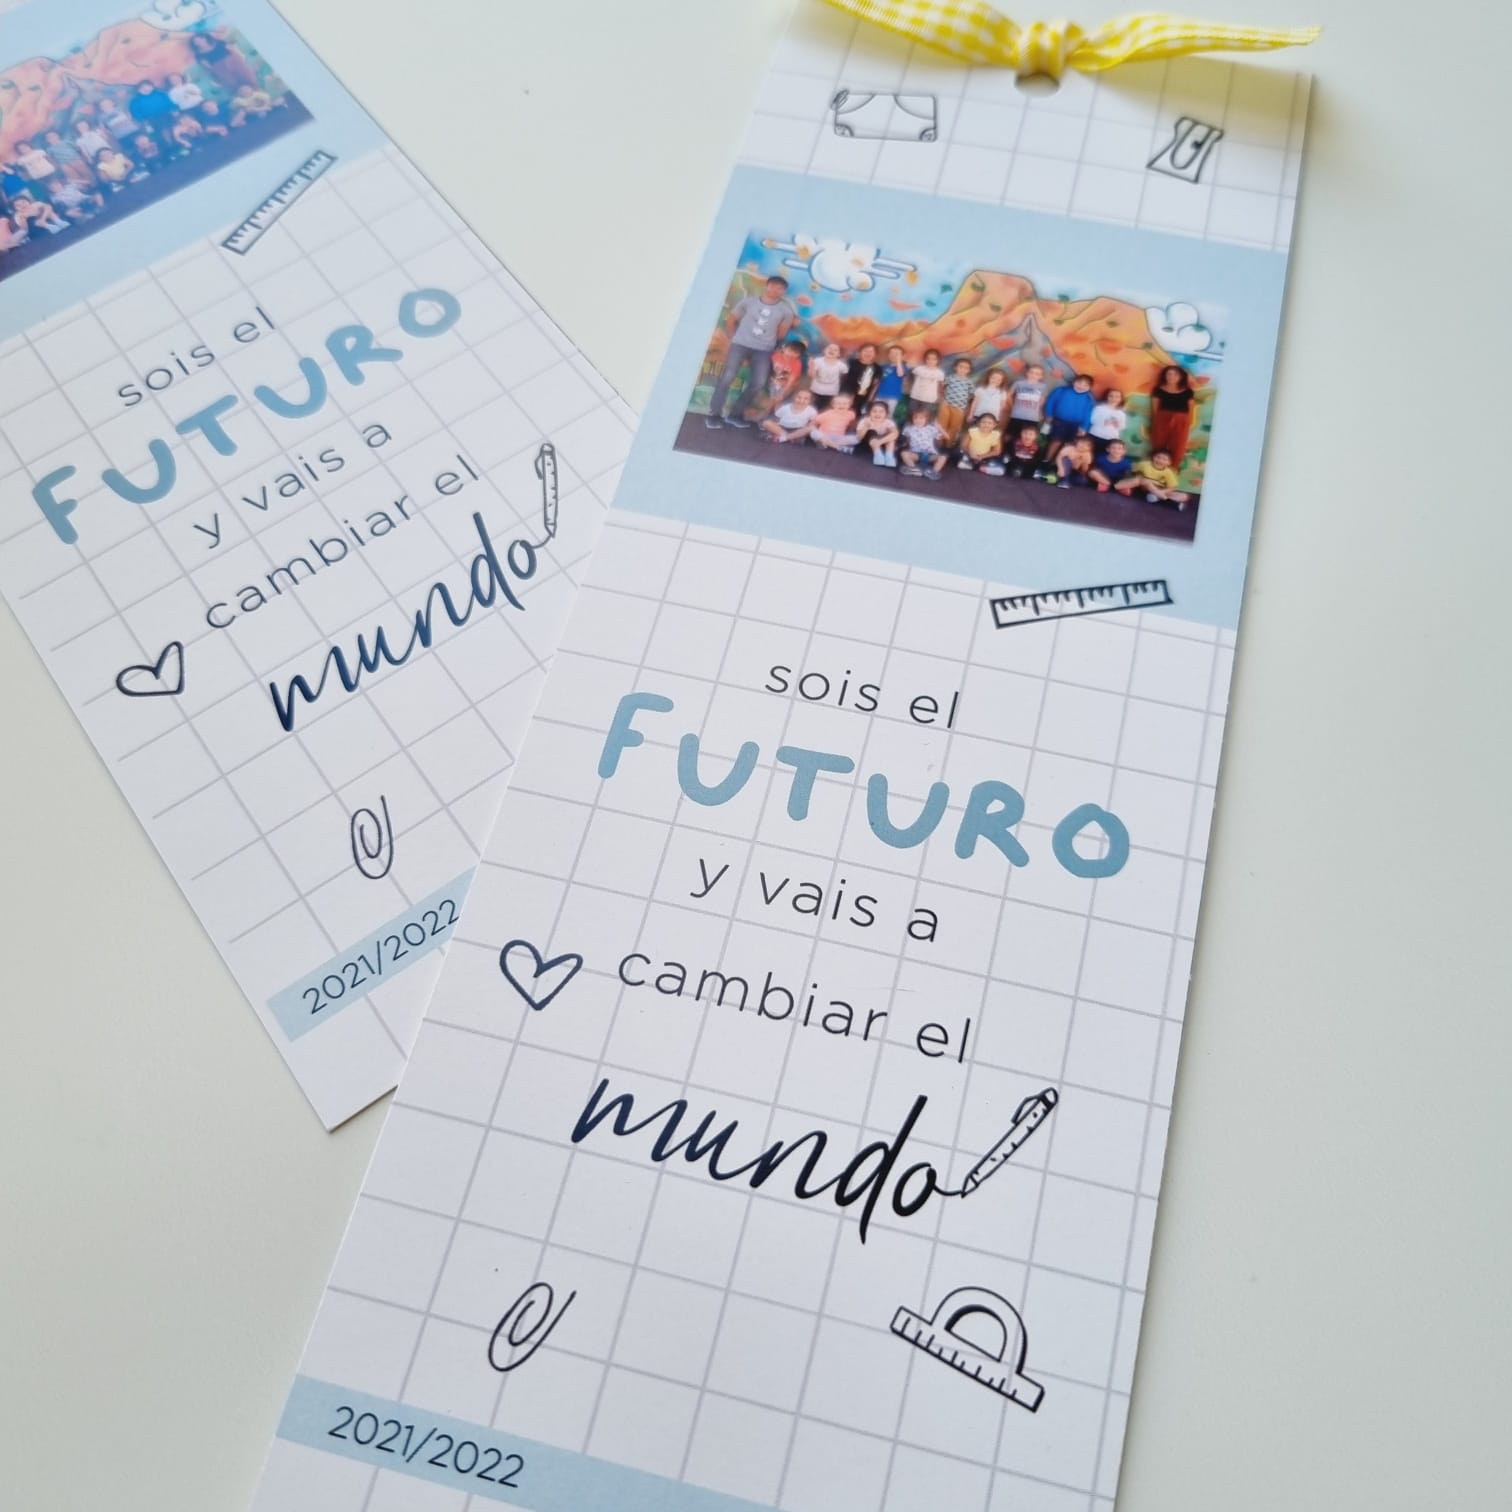 sois el
FUTURO
y vais a
cambiar el
mundo
2021/2022
sois el
FUTURO
y vais a
cambiar el
mundo
2021/2022